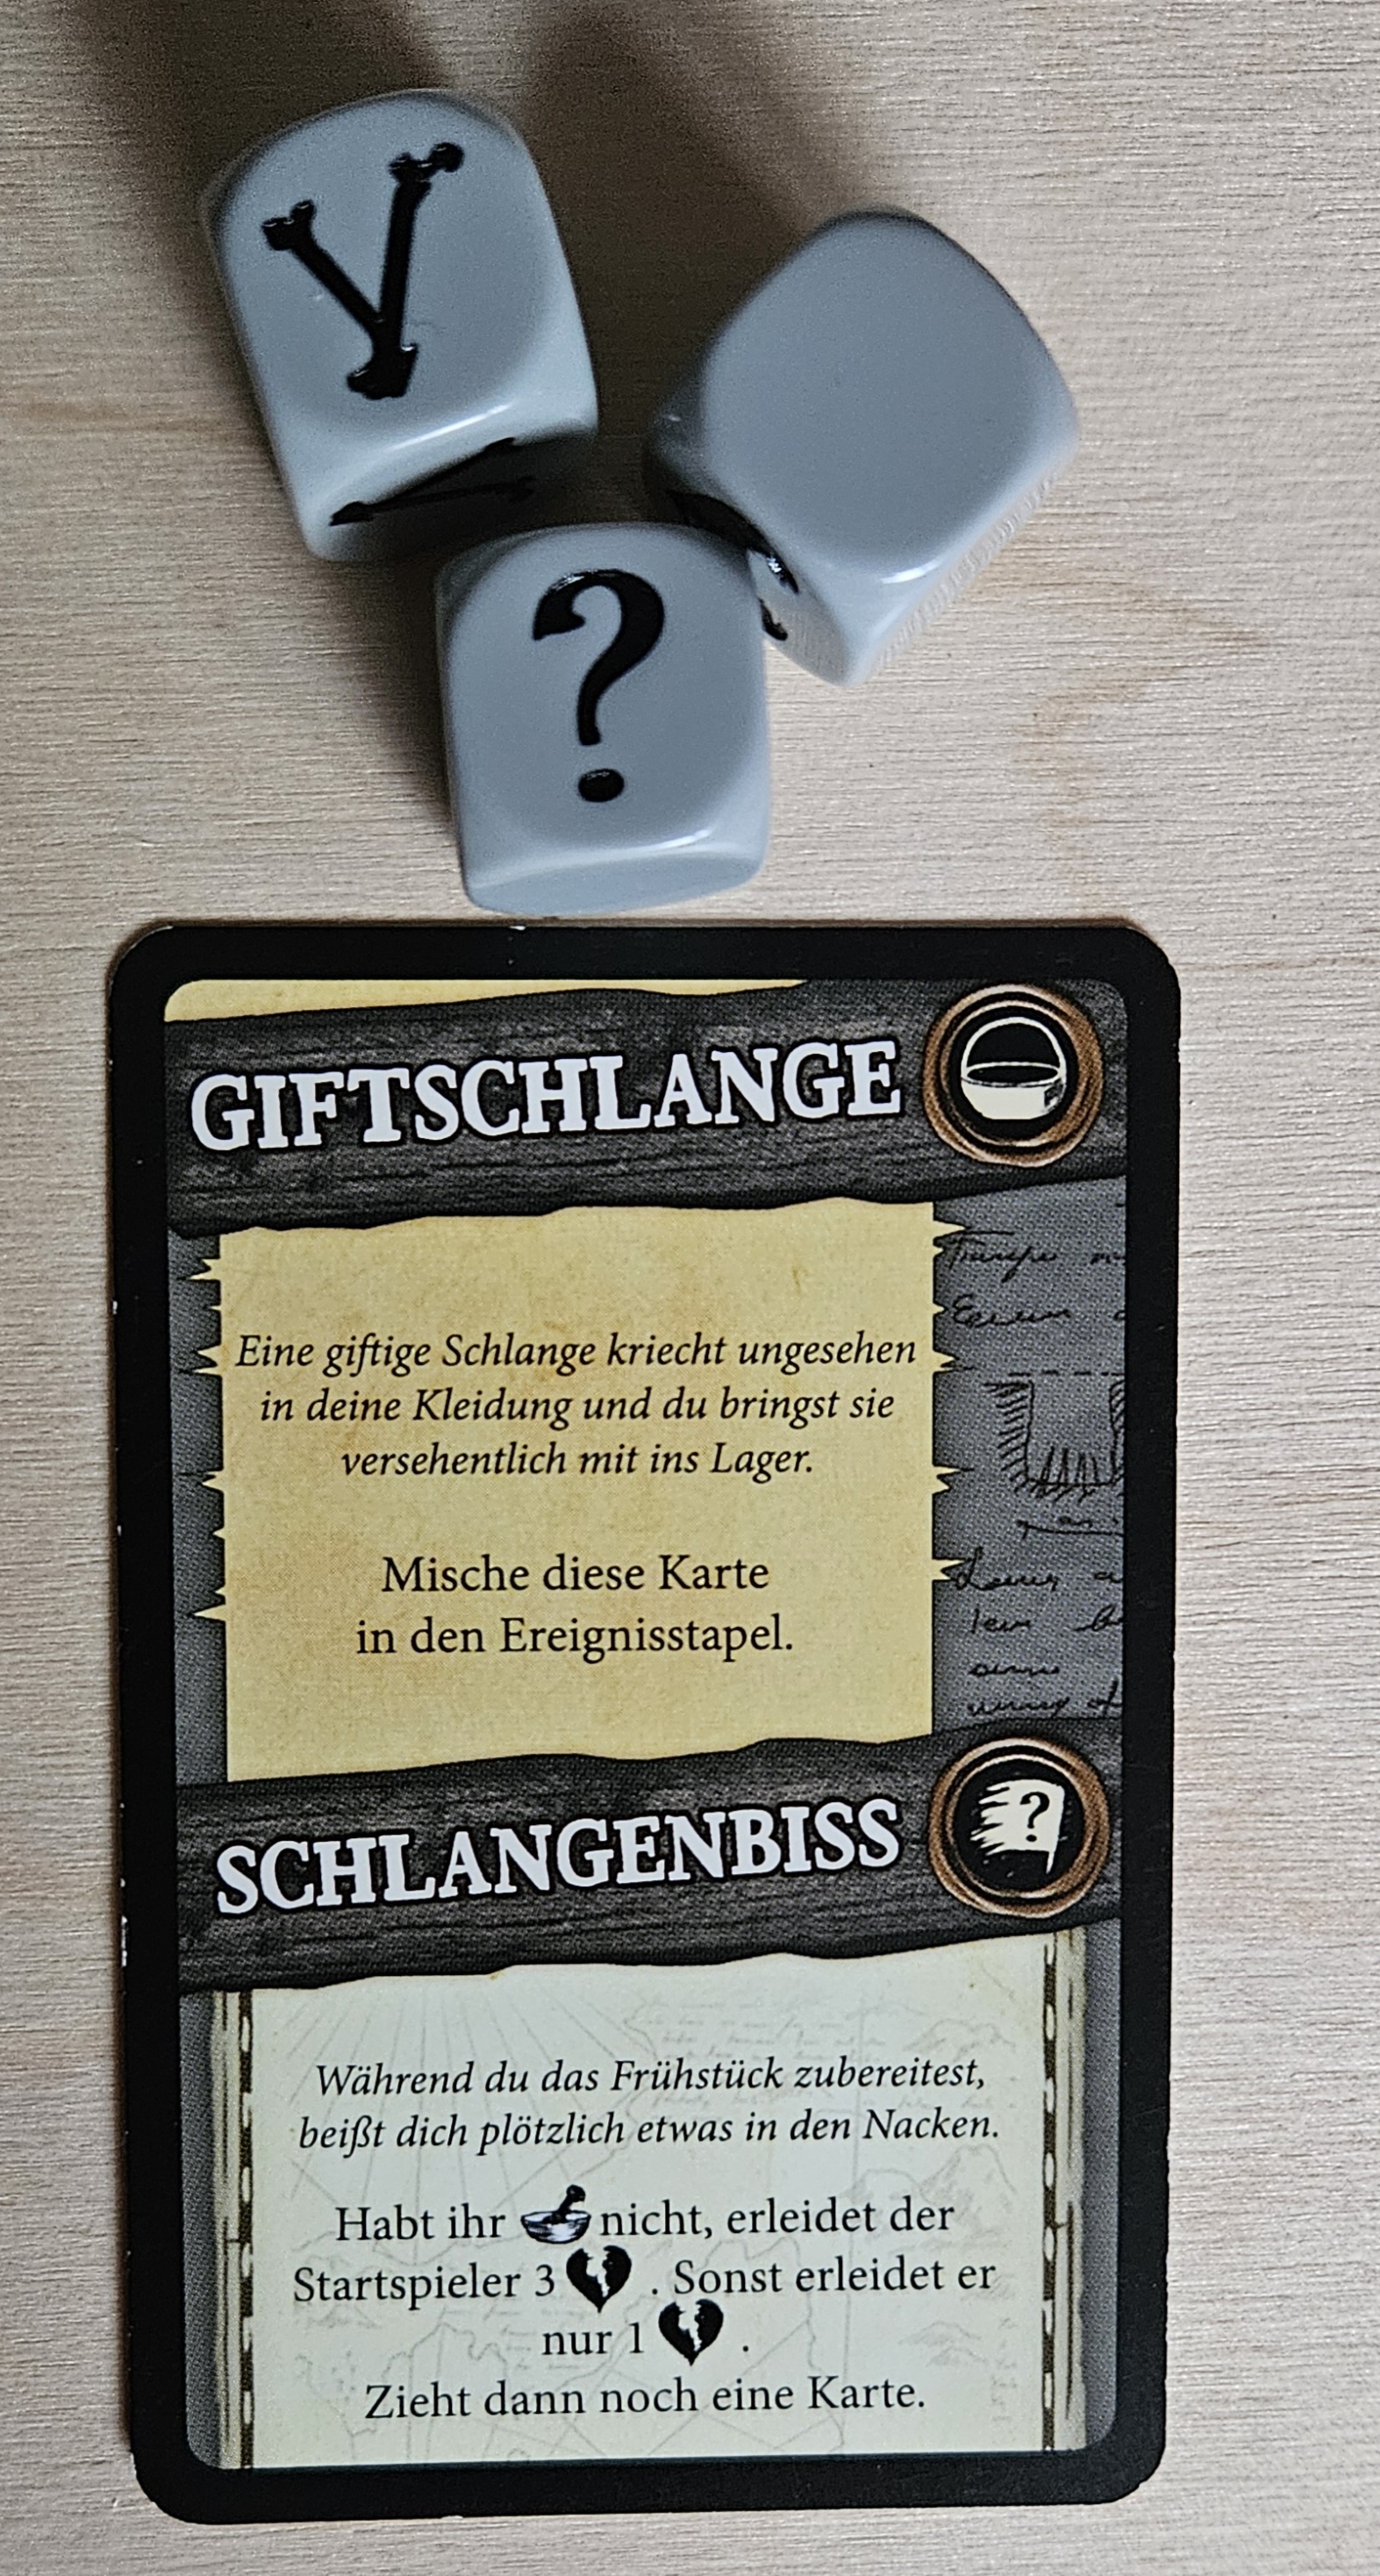 ?
GIFTSCHLANGE
Eine giftige Schlange kriecht ungesehen
in deine Kleidung und du bringst sie
versehentlich mit ins Lager.
Mische diese Karte
in den Ereignisstapel.
SCHLANGENBISS
?
Während du das Frühstück zubereitest,
beißt dich plötzlich etwas in den Nacken.
Habt ihr nicht, erleidet der
Startspieler 3 . Sonst erleidet er
nur 1 .
Zieht dann noch eine Karte.